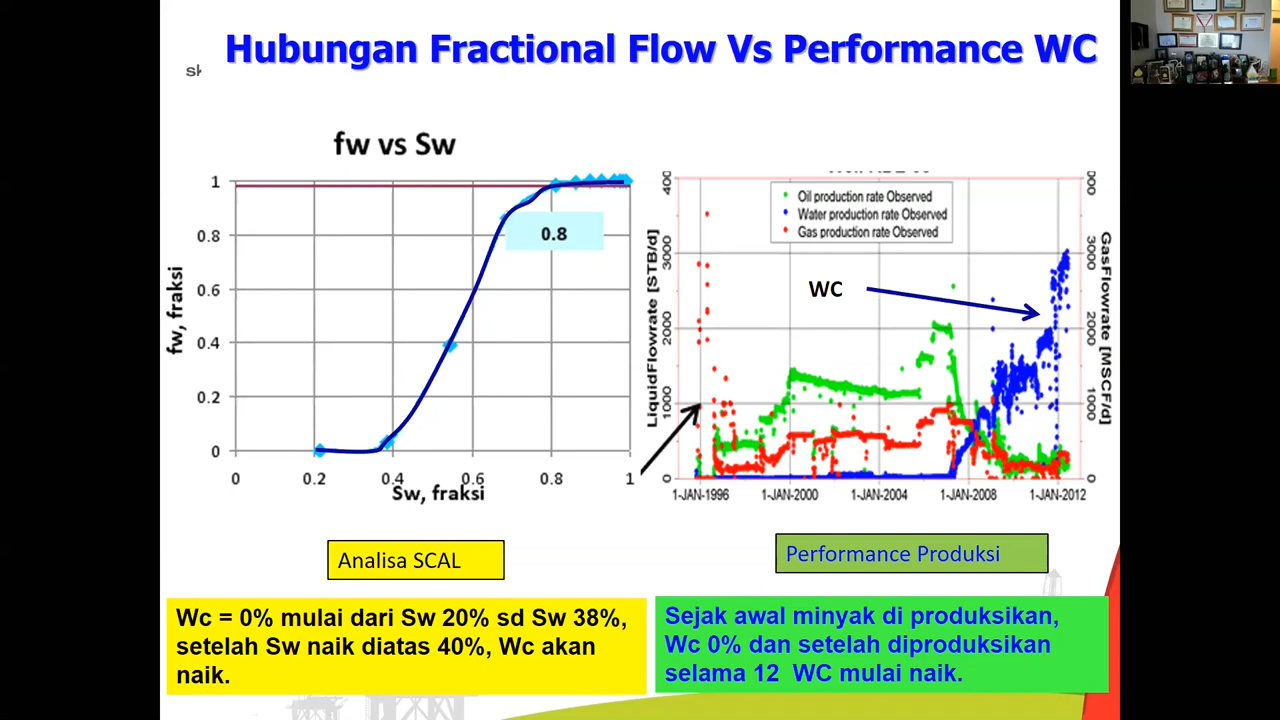 Hubungan Fractional Flow Vs Performance WC
fw vs Sw
1
0.8
0.6
0.4
0.2
0
0 0.2 0.4 0.6 0.8 1
fw, fraksi
Sw, fraksi
0.8
Oil production rate Observed
Water production rate Observed
Gas production rate Observed
WC
LiquidFlowrate [STB/d]
3000
2000
1000
0
GasFlowrate [MSCF/d]
3000
2000
1000
0
1-JAN-1996 1-JAN-2000 1-JAN-2004 1-JAN-2008 1-JAN-2012
Analisa SCAL
Performance Produksi
Wc = 0% mulai dari Sw 20% sd Sw 38%,
setelah Sw naik diatas 40%, Wc akan
naik.
Sejak awal minyak di produksikan,
Wc 0% dan setelah diproduksikan
selama 12 WC mulai naik.